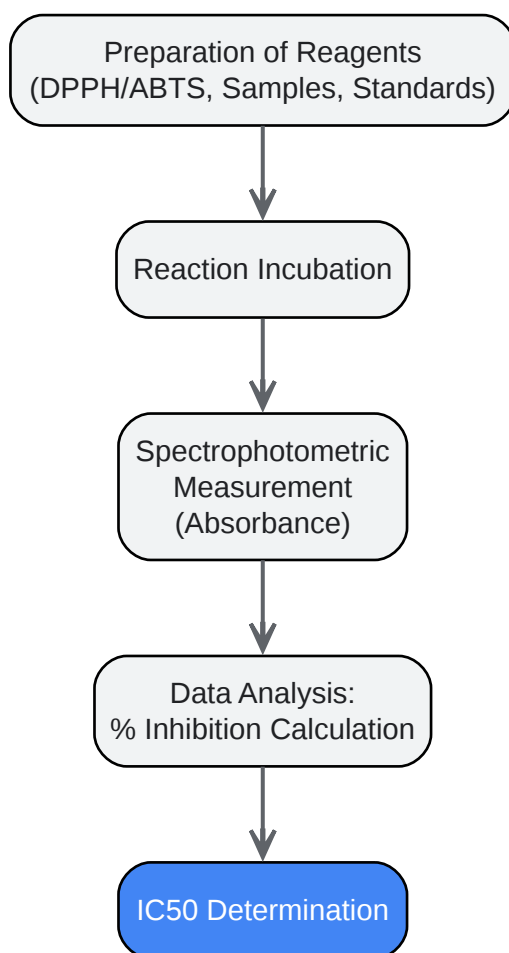 Preparation of Reagents
(DPPH/ABTS, Samples, Standards)
Reaction Incubation
Spectrophotometric
Measurement
(Absorbance)
Data Analysis:
% Inhibition Calculation
IC50 Determination